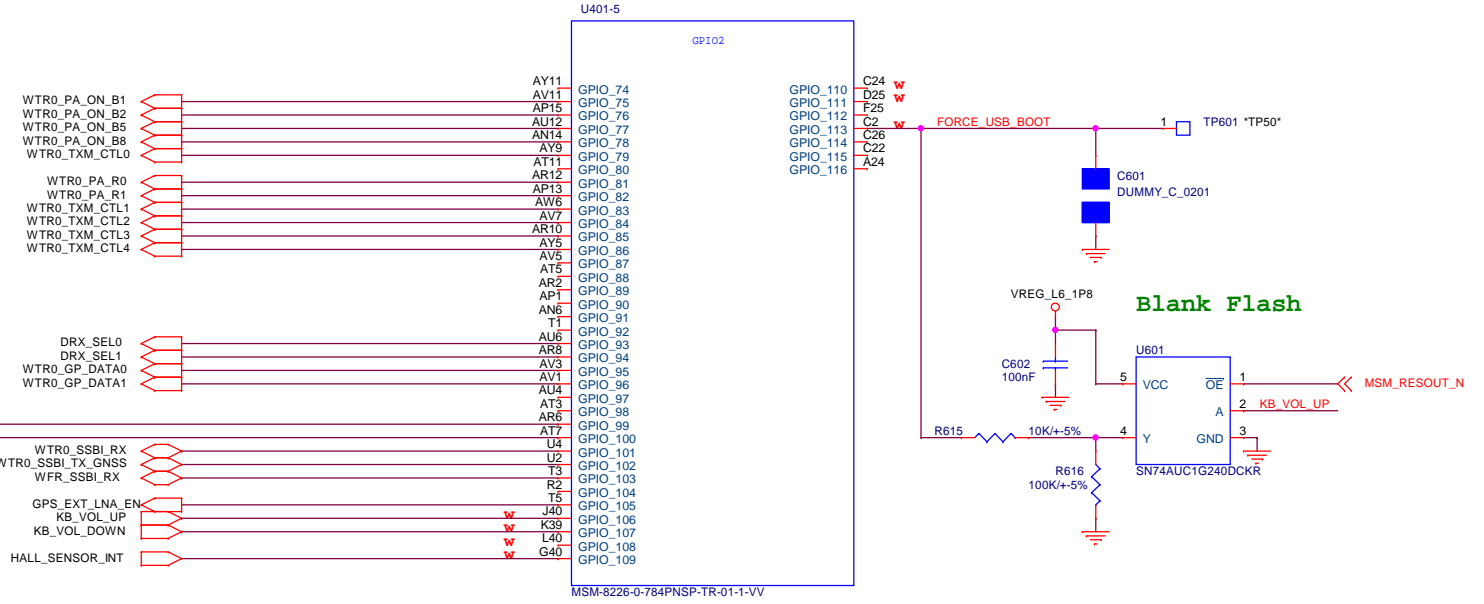 U401-5
GPIO2
AY11
GPIO_74
WTR0_PA_ON_B1 AV11 GPIO_75
WTR0_PA_ON_B2 AP15 GPIO_76
WTR0_PA_ON_B5 AU12 GPIO_77
WTR0_PA_ON_B8 AN14 GPIO_78
WTR0_TXM_CTL0 AY9 GPIO_79
AT11 GPIO_80
WTR0_PA_R0 AR12 GPIO_81
WTR0_PA_R1 AP13 GPIO_82
WTR0_TXM_CTL1 AW6 GPIO_83
WTR0_TXM_CTL2 AV7 GPIO_84
WTR0_TXM_CTL3 AR10 GPIO_85
WTR0_TXM_CTL4 AY5 GPIO_86
AV5 GPIO_87
AT5 GPIO_88
AR2 GPIO_89
AP1 GPIO_90
AN6 GPIO_91
T1 GPIO_92
DRX_SEL0 AU6 GPIO_93
DRX_SEL1 AR8 GPIO_94
WTR0_GP_DATA0 AV3 GPIO_95
WTR0_GP_DATA1 AV1 GPIO_96
AU4 GPIO_97
AT3 GPIO_98
AR6 GPIO_99
AT7 GPIO_100
WTR0_SSBI_RX U4 GPIO_101
WTR0_SSBI_TX_GNSS U2 GPIO_102
WFR_SSBI_RX T3 GPIO_103
R2 GPIO_104
GPS_EXT_LNA_EN T5 GPIO_105
KB_VOL_UP w J40 GPIO_106
KB_VOL_DOWN w K39 GPIO_107
w L40 GPIO_108
HALL_SENSOR_INT w G40 GPIO_109
MSM-8226-0-784PNSP-TR-01-1-VV
GPIO_110 C24 w
GPIO_111 D25 w
GPIO_112 F25
GPIO_113 C2 w FORCE_USB_BOOT 1 TP601 *TP50*
GPIO_114 C26
GPIO_115 C22
GPIO_116 A24
C601
DUMMY_C_0201
VREG_L6_1P8
Blank Flash
C602
100nF
U601
5 VCC OE 1 MSM_RESOUT_N
A 2 KB_VOL_UP
R615 10K/+-5% 4 Y GND 3
R616
100K/+-5%
SN74AUC1G240DCKR